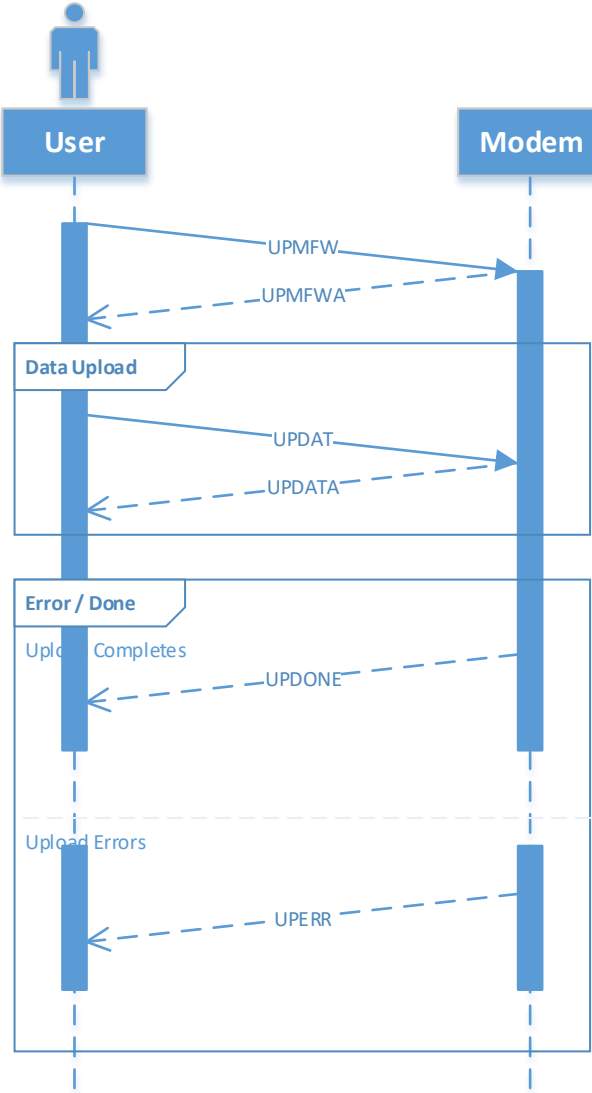 User
Modem
UPMFW
UPMFWA
Data Upload
UPDAT
UPDATA
Error / Done
Completes
UPDONE
Upload Errors
UPERR